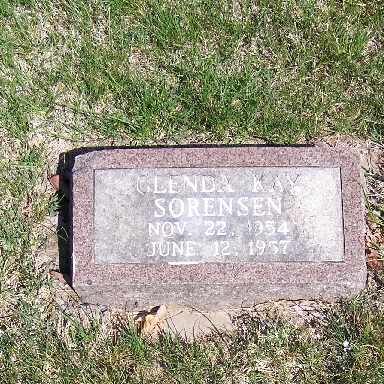 GLENDA KAY
SORENSEN
NOV. 22, 1954
JUNE 12, 1957